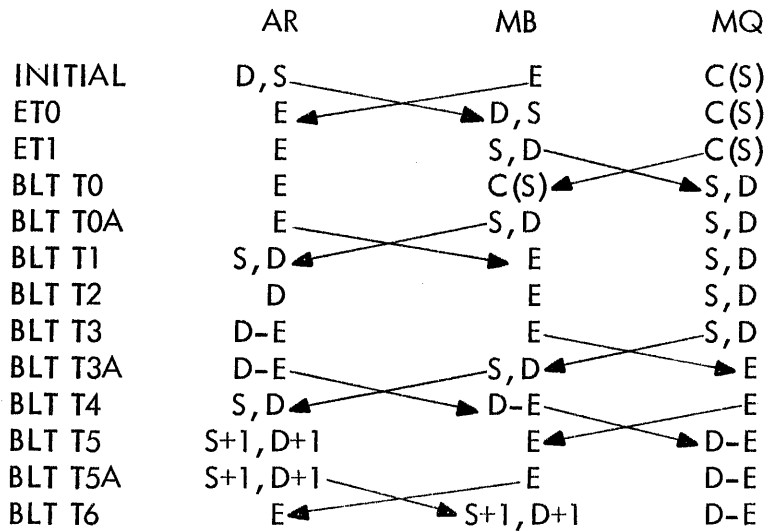 AR MB MQ
INITIAL D,S E C(S)
ET0 E D,S C(S)
ET1 E S,D C(S)
BLT T0 E C(S) S,D
BLT T0A E S,D S,D
BLT T1 S,D E S,D
BLT T2 D E S,D
BLT T3 D-E E S,D
BLT T3A D-E S,D E
BLT T4 S,D D-E E
BLT T5 S+1,D+1 E D-E
BLT T5A S+1,D+1 E D-E
BLT T6 E S+1,D+1 D-E